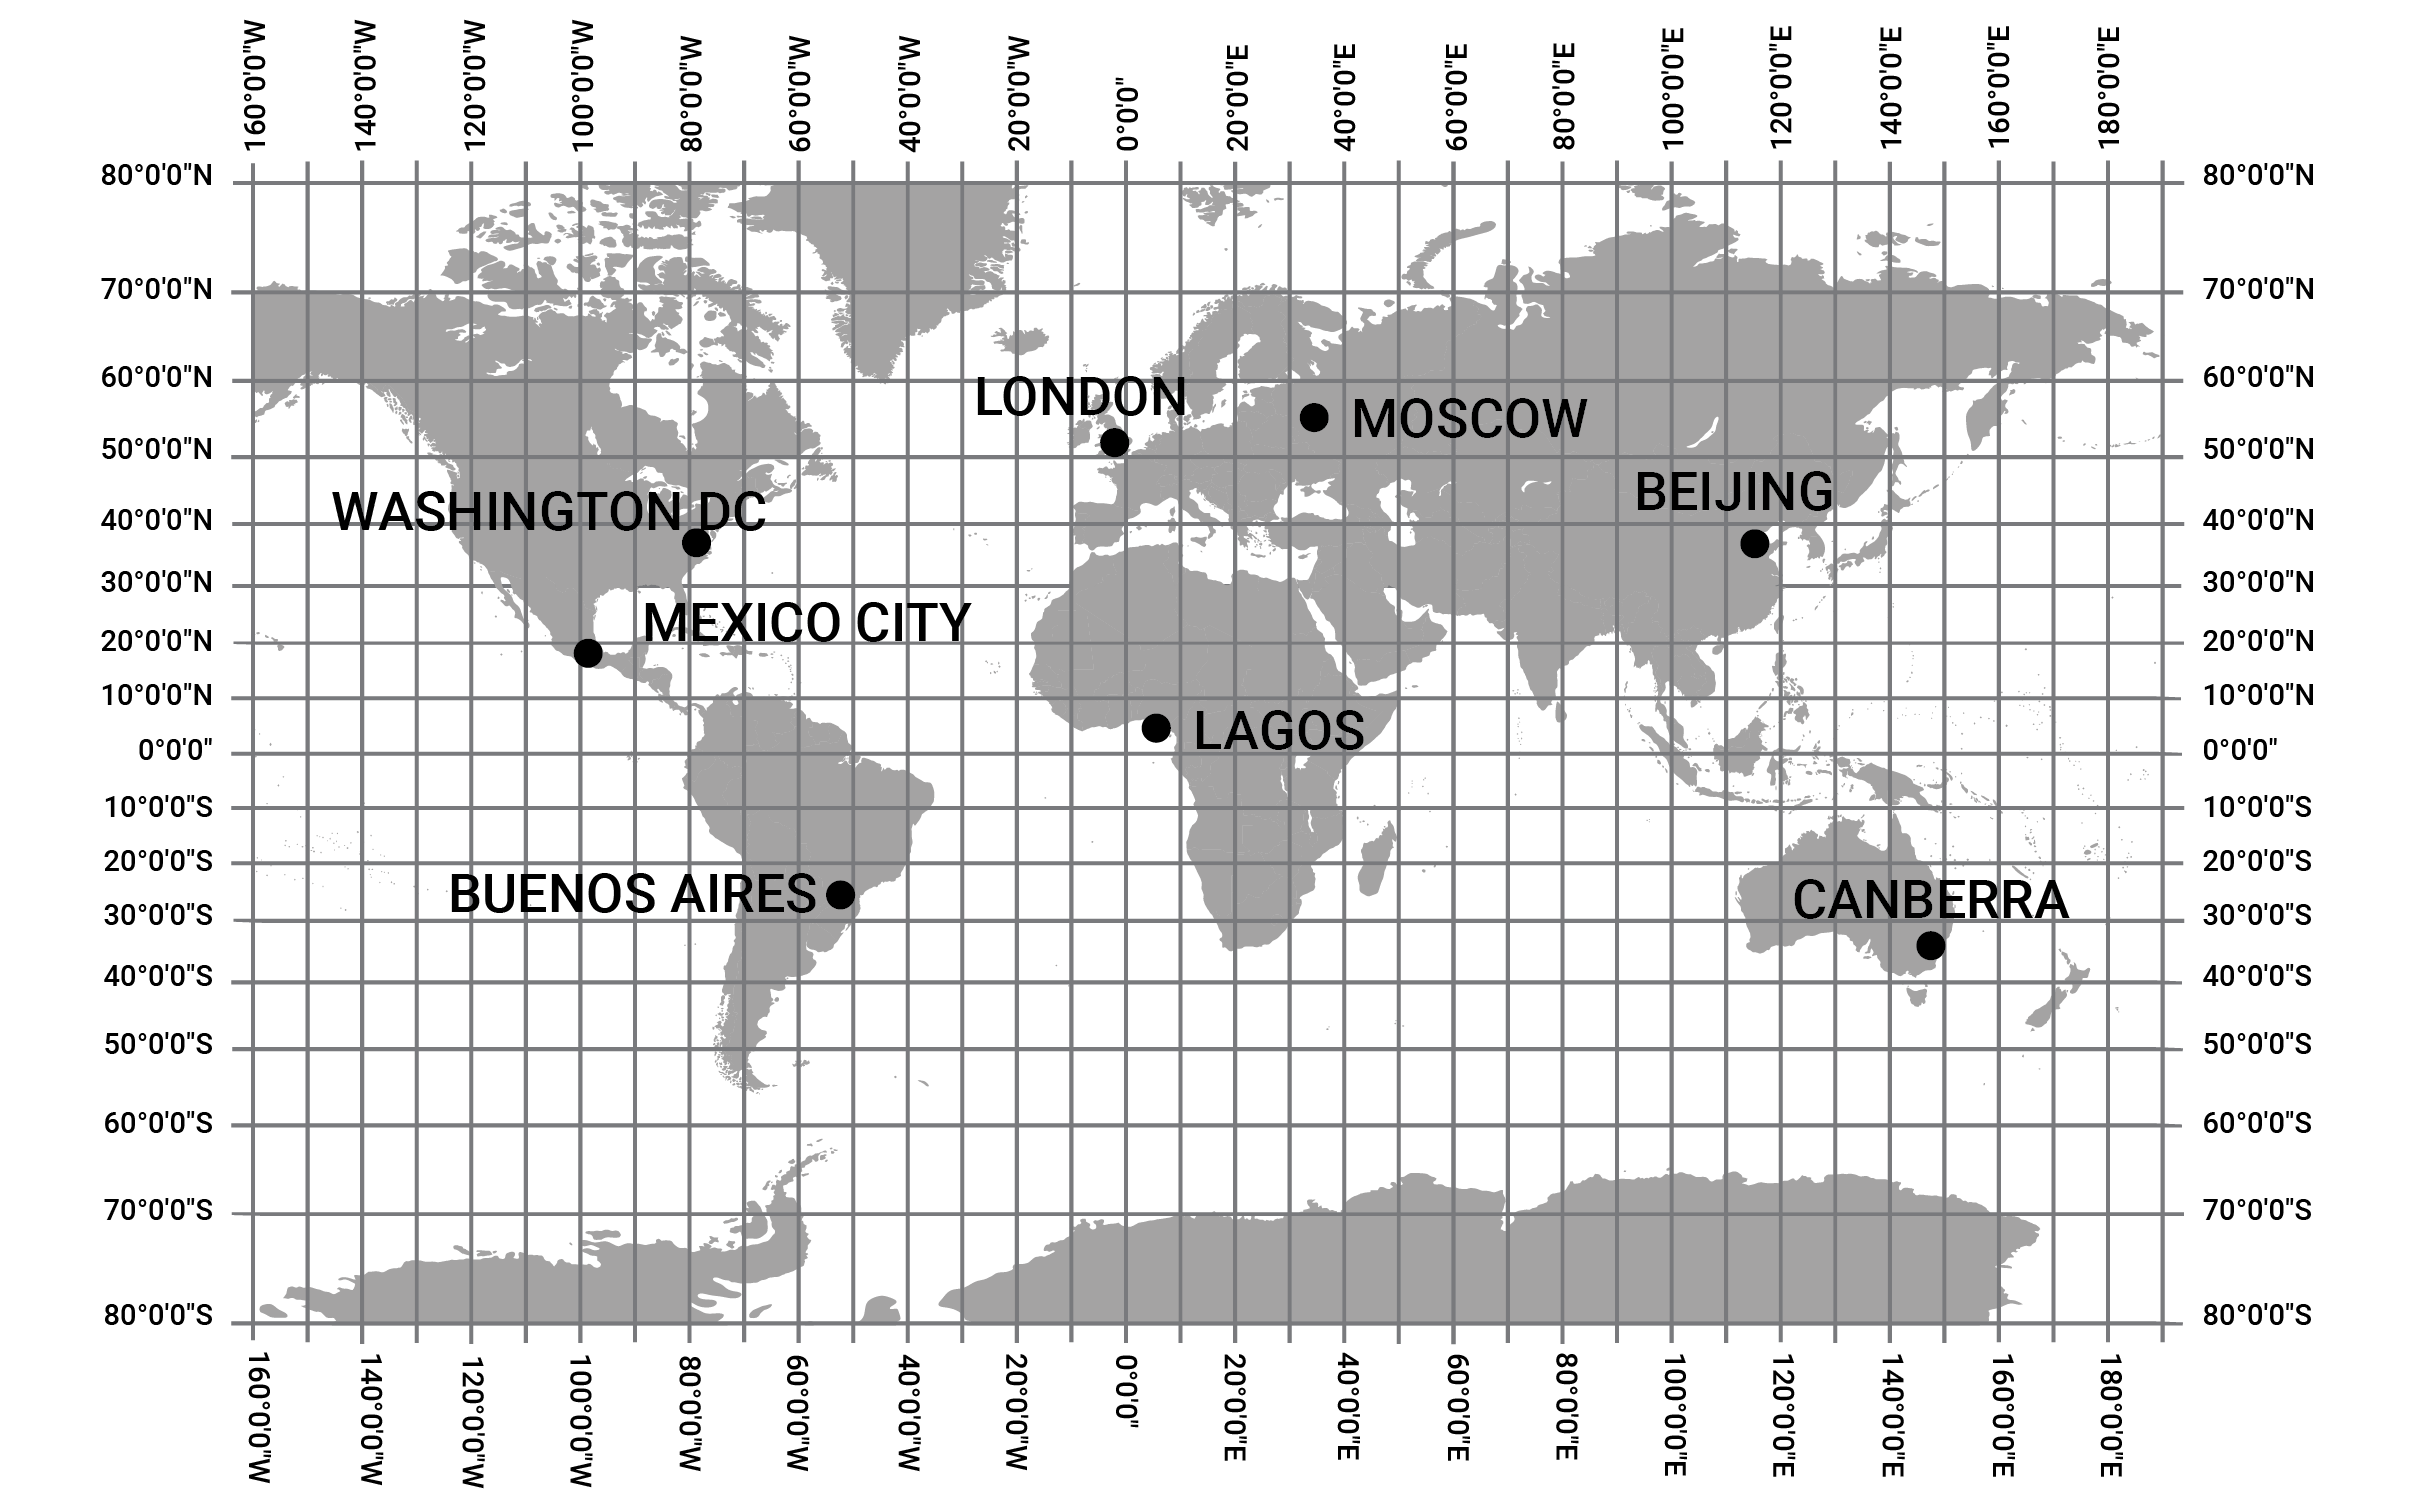 160°0'0"W
140°0'0"W
120°0'0"W
100°0'0"W
80°0'0"W
60°0'0"W
40°0'0"W
20°0'0"W
0°0'0"
20°0'0"E
40°0'0"E
60°0'0"E
80°0'0"E
100°0'0"E
120°0'0"E
140°0'0"E
160°0'0"E
180°0'0"E
80°0'0"N
80°0'0"N
70°0'0"N
70°0'0"N
60°0'0"N
60°0'0"N
LONDON
MOSCOW
50°0'0"N
50°0'0"N
BEIJING
WASHINGTON DC
40°0'0"N
40°0'0"N
30°0'0"N
30°0'0"N
MEXICO CITY
20°0'0"N
20°0'0"N
10°0'0"N
10°0'0"N
LAGOS
0°0'0"
0°0'0"
10°0'0"S
10°0'0"S
20°0'0"S
20°0'0"S
BUENOS AIRES
CANBERRA
30°0'0"S
30°0'0"S
40°0'0"S
40°0'0"S
50°0'0"S
50°0'0"S
60°0'0"S
60°0'0"S
70°0'0"S
70°0'0"S
80°0'0"S
80°0'0"S
160°0'0"W
140°0'0"W
120°0'0"W
100°0'0"W
80°0'0"W
60°0'0"W
40°0'0"W
20°0'0"W
0°0'0"
20°0'0"E
40°0'0"E
60°0'0"E
80°0'0"E
100°0'0"E
120°0'0"E
140°0'0"E
160°0'0"E
180°0'0"E